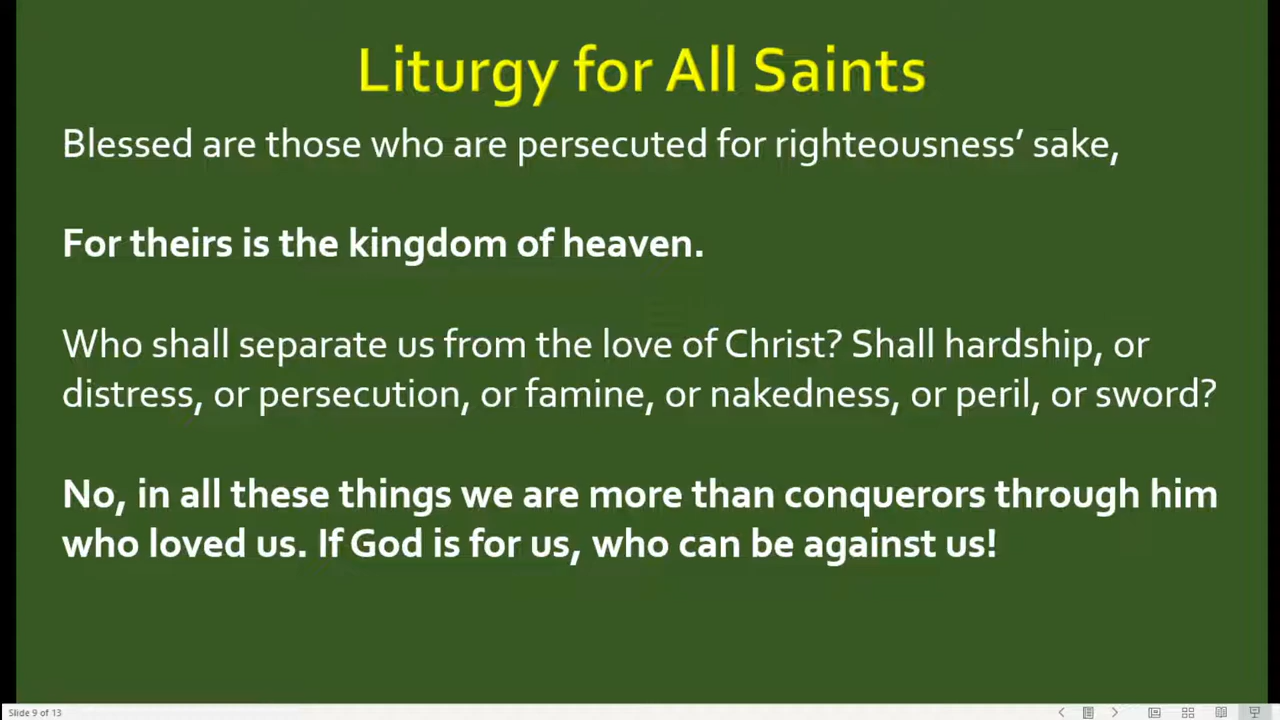 Liturgy for All Saints
Blessed are those who are persecuted for righteousness’ sake,
For theirs is the kingdom of heaven.
Who shall separate us from the love of Christ? Shall hardship, or
distress, or persecution, or famine, or nakedness, or peril, or sword?
No, in all these things we are more than conquerors through him
who loved us. If God is for us, who can be against us!
Slide 9 of 13